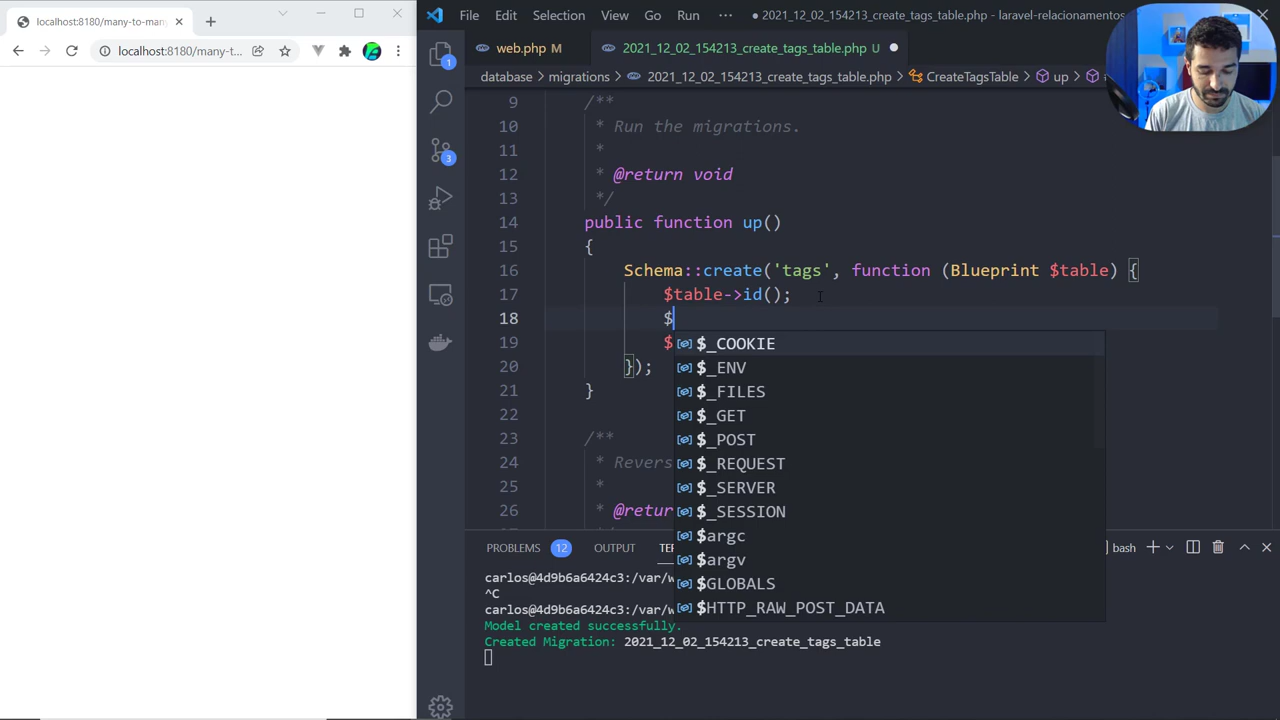 localhost:8180/many-to-man
localhost:8180/many-t...
File Edit Selection View Go Run ··· ● 2021_12_02_154213_create_tags_table.php - laravel-relacionamentos
web.php M
2021_12_02_154213_create_tags_table.php U
database > migrations > 2021_12_02_154213_create_tags_table.php > CreateTagsTable > up >
1
3
9 /**
10 * Run the migrations.
11 *
12 * @return void
13 */
14 public function up()
15 {
16 Schema::create('tags', function (Blueprint $table) {
17 $table->id();
18 $
19 $
20 });
21 }
22
23 /**
24 * Revers
25 *
26 * @retur
$_COOKIE
$_ENV
$_FILES
$_GET
$_POST
$_REQUEST
$_SERVER
$_SESSION
$argc
$argv
$GLOBALS
$HTTP_RAW_POST_DATA
PROBLEMS 12 OUTPUT TER
bash
carlos@4d9b6a6424c3:/var/w
^C
carlos@4d9b6a6424c3:/var/w
Model created successfully.
Created Migration: 2021_12_02_154213_create_tags_table